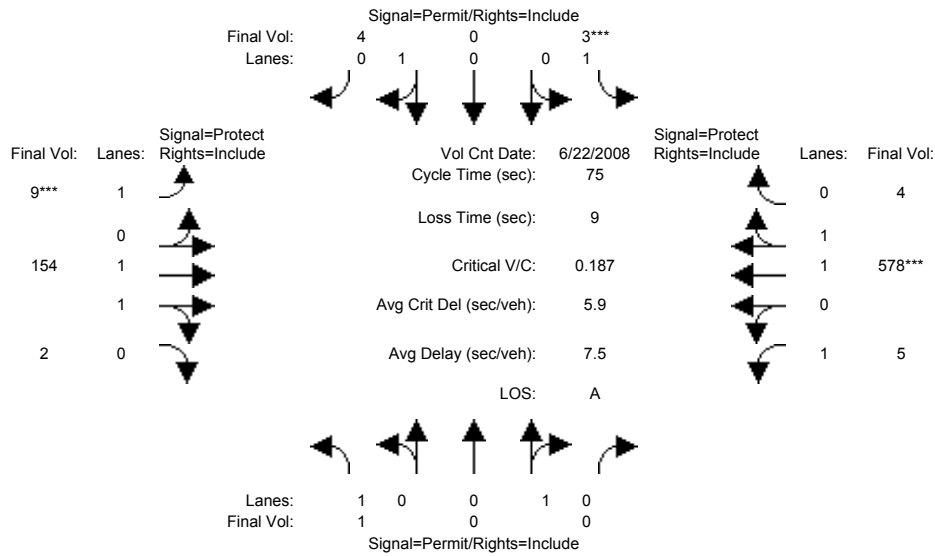 Signal=Permit/Rights=Include
Final Vol: 4 0 3***
Lanes: 0 1 0 0 1
Signal=Protect Signal=Protect
Final Vol: Lanes: Rights=Include Vol Cnt Date: 6/22/2008 Rights=Include Lanes: Final Vol:
9*** 1 Cycle Time (sec): 75 0 4
Loss Time (sec): 9
0 1
154 1 Critical V/C: 0.187 1 578***
1 Avg Crit Del (sec/veh): 5.9 0
2 0 Avg Delay (sec/veh): 7.5 1 5
LOS: A
Lanes: 1 0 0 1 0
Final Vol: 1 0 0
Signal=Permit/Rights=Include